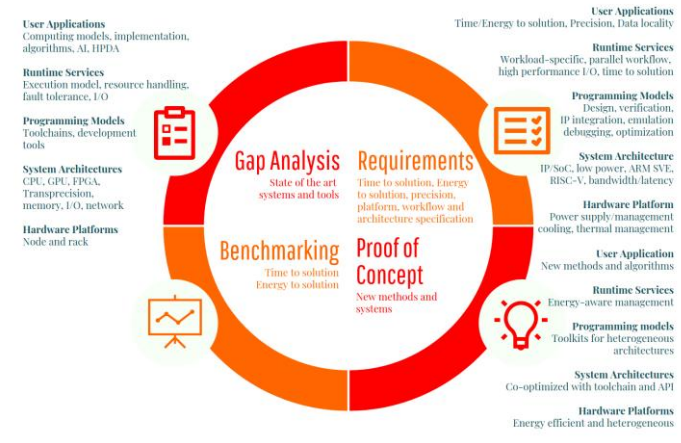 User Applications
Computing models, implementation,
algorithms, AI, HPDA
Runtime Services
Execution model, resource handling,
fault tolerance, I/O
Programming Models
Toolchains, development
tools
System Architectures
CPU, GPU, FPGA,
Transprecision,
memory, I/O, network
Hardware Platforms
Node and rack
Gap Analysis
State of the art
systems and tools
Requirements
Time to solution, Energy
to solution, precision,
platform, workflow and
architecture specification
Benchmarking
Time to solution
Energy to solution
Proof of
Concept
New methods and
systems
User Applications
Time/Energy to solution, Precision, Data locality
Runtime Services
Workload-specific, parallel workflow,
high performance I/O, time to solution
Programming Models
Design, verification,
IP integration, emulation
debugging, optimization
System Architecture
IP/SoC, low power, ARM SVE,
RISC-V, bandwidth/latency
Hardware Platform
Power supply/management
cooling, thermal management
User Application
New methods and algorithms
Runtime Services
Energy-aware management
Programming models
Toolkits for heterogeneous
architectures
System Architectures
Co-optimized with toolchain and API
Hardware Platforms
Energy efficient and heterogeneous